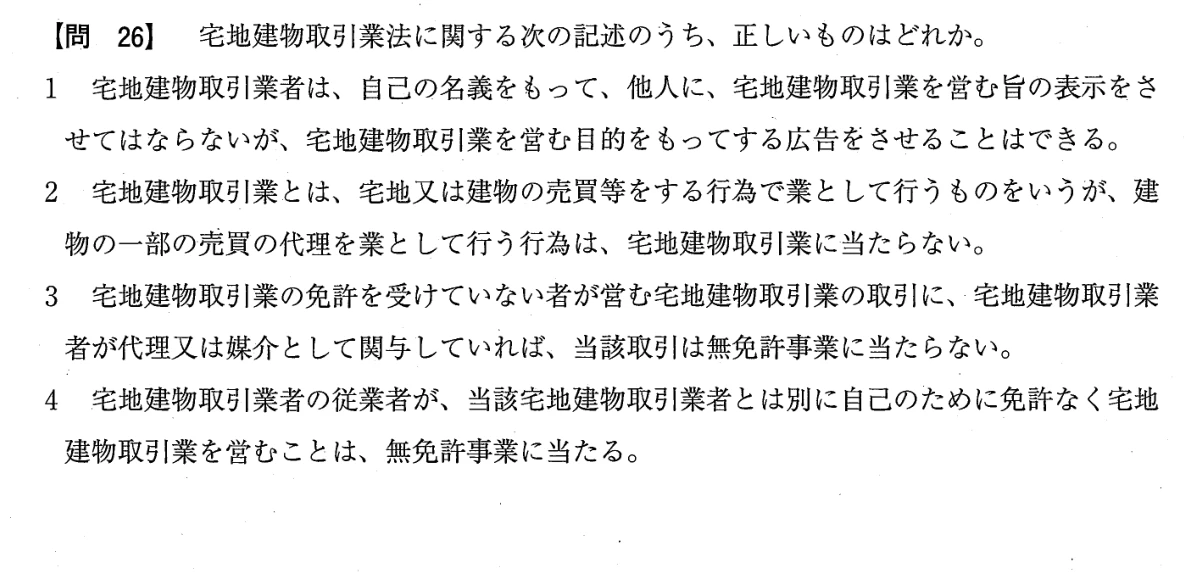 【問　26】　宅地建物取引業法に関する次の記述のうち、正しいものはどれか。
1　宅地建物取引業者は、自己の名義をもって、他人に、宅地建物取引業を営む旨の表示をさ
せてはならないが、宅地建物取引業を営む目的をもってする広告をさせることはできる。
2　宅地建物取引業とは、宅地又は建物の売買等をする行為で業として行うものをいうが、建
物の一部の売買の代理を業として行う行為は、宅地建物取引業に当たらない。
3　宅地建物取引業の免許を受けていない者が営む宅地建物取引業の取引に、宅地建物取引業
者が代理又は媒介として関与していれば、当該取引は無免許事業に当たらない。
4　宅地建物取引業者の従業者が、当該宅地建物取引業者とは別に自己のために免許なく宅地
建物取引業を営むことは、無免許事業に当たる。